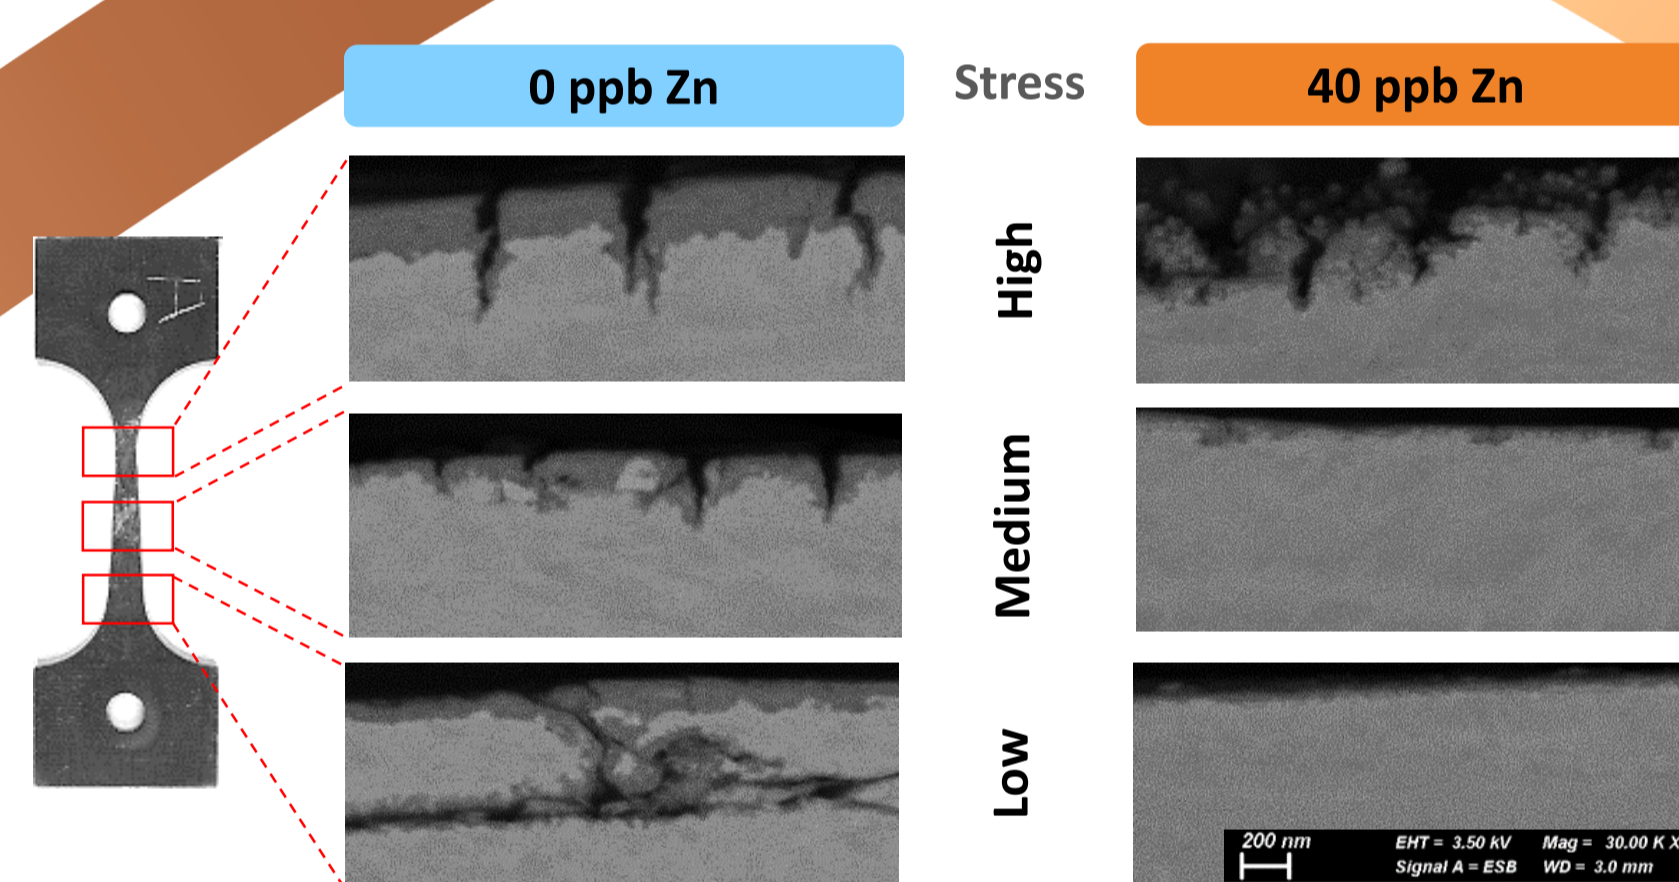 0 ppb Zn
Stress
40 ppb Zn
High
Medium
Low
A
200 nm
EHT = 3.50 kV
Mag = 30.00 K X
Signal A = ESB
WD = 3.0 mm